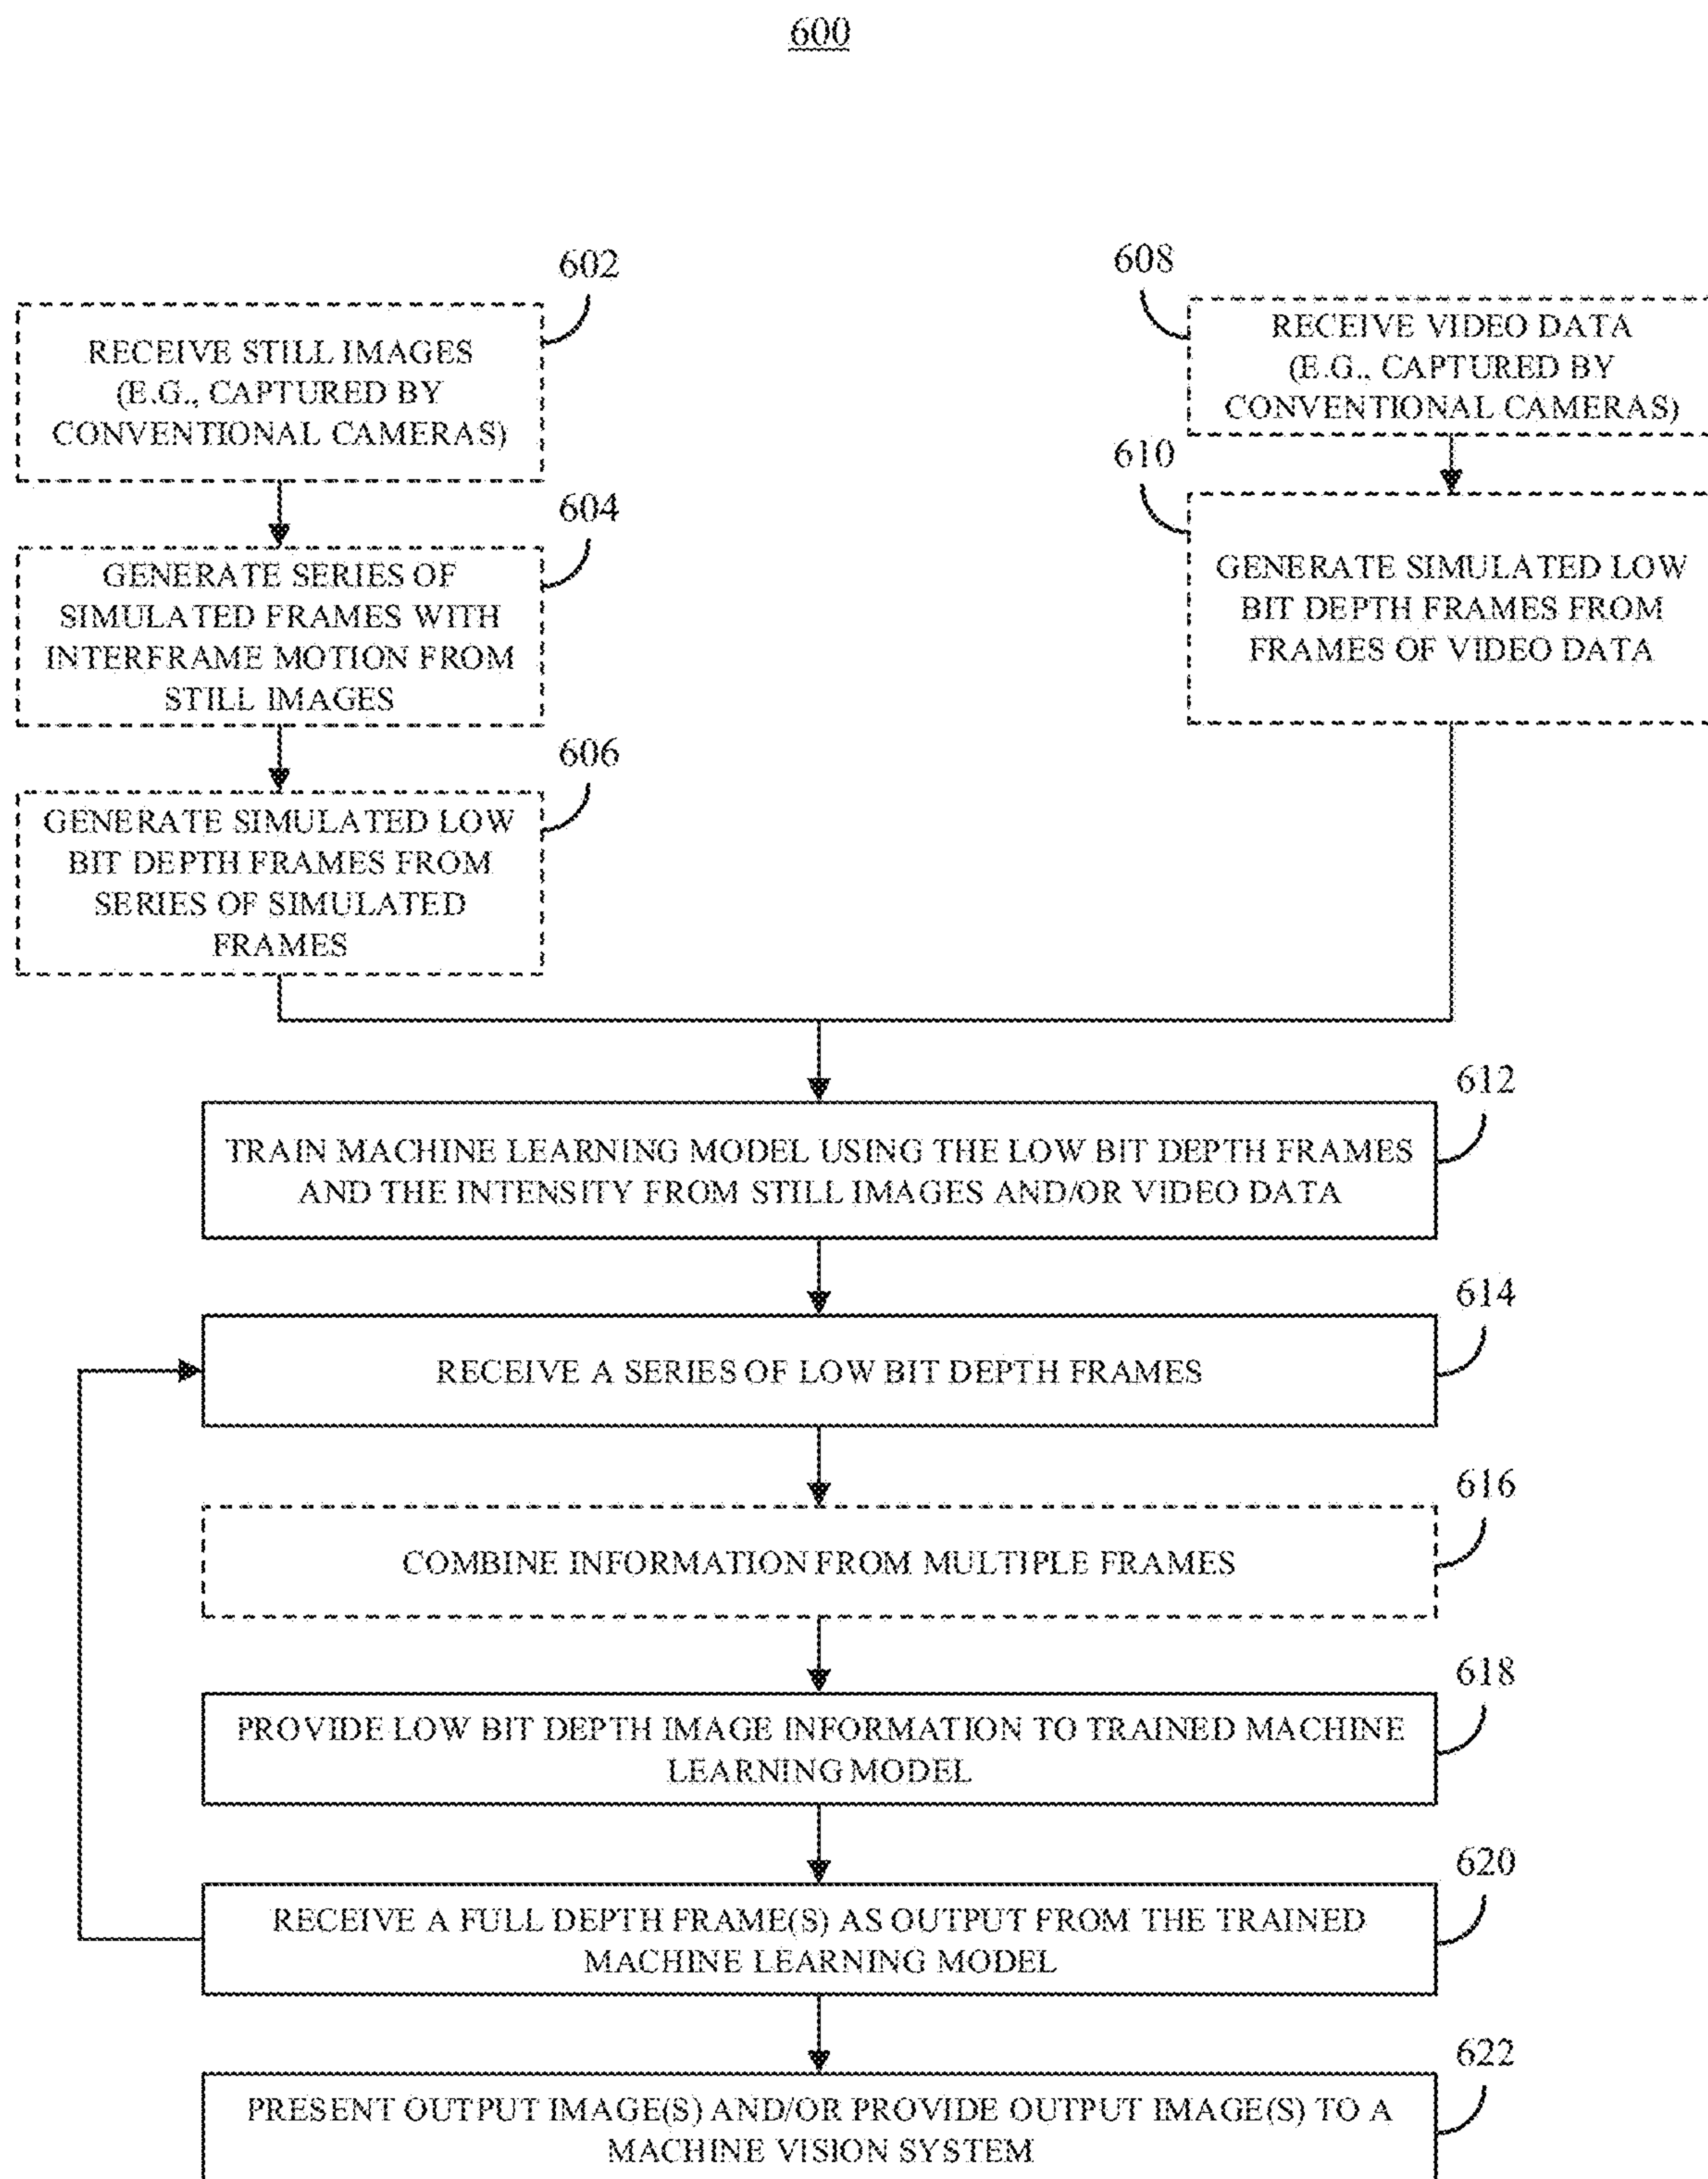 600
602
RECEIVE STILL IMAGES
(E.G., CAPTURED BY
CONVENTIONAL CAMERAS)
604
GENERATE SERIES OF
SIMULATED FRAMES WITH
INTERFRAME MOTION FROM
STILL IMAGES
606
GENERATE SIMULATED LOW
BIT DEPTH FRAMES FROM
SERIES OF SIMULATED
FRAMES
608
RECEIVE VIDEO DATA
(E.G., CAPTURED BY
CONVENTIONAL CAMERAS)
610
GENERATE SIMULATED LOW
BIT DEPTH FRAMES FROM
FRAMES OF VIDEO DATA
612
TRAIN MACHINE LEARNING MODEL USING THE LOW BIT DEPTH FRAMES
AND THE INTENSITY FROM STILL IMAGES AND/OR VIDEO DATA
614
RECEIVE A SERIES OF LOW BIT DEPTH FRAMES
616
COMBINE INFORMATION FROM MULTIPLE FRAMES
618
PROVIDE LOW BIT DEPTH IMAGE INFORMATION TO TRAINED MACHINE
LEARNING MODEL
620
RECEIVE A FULL DEPTH FRAME(S) AS OUTPUT FROM THE TRAINED
MACHINE LEARNING MODEL
622
PRESENT OUTPUT IMAGE(S) AND/OR PROVIDE OUTPUT IMAGE(S) TO A
MACHINE VISION SYSTEM